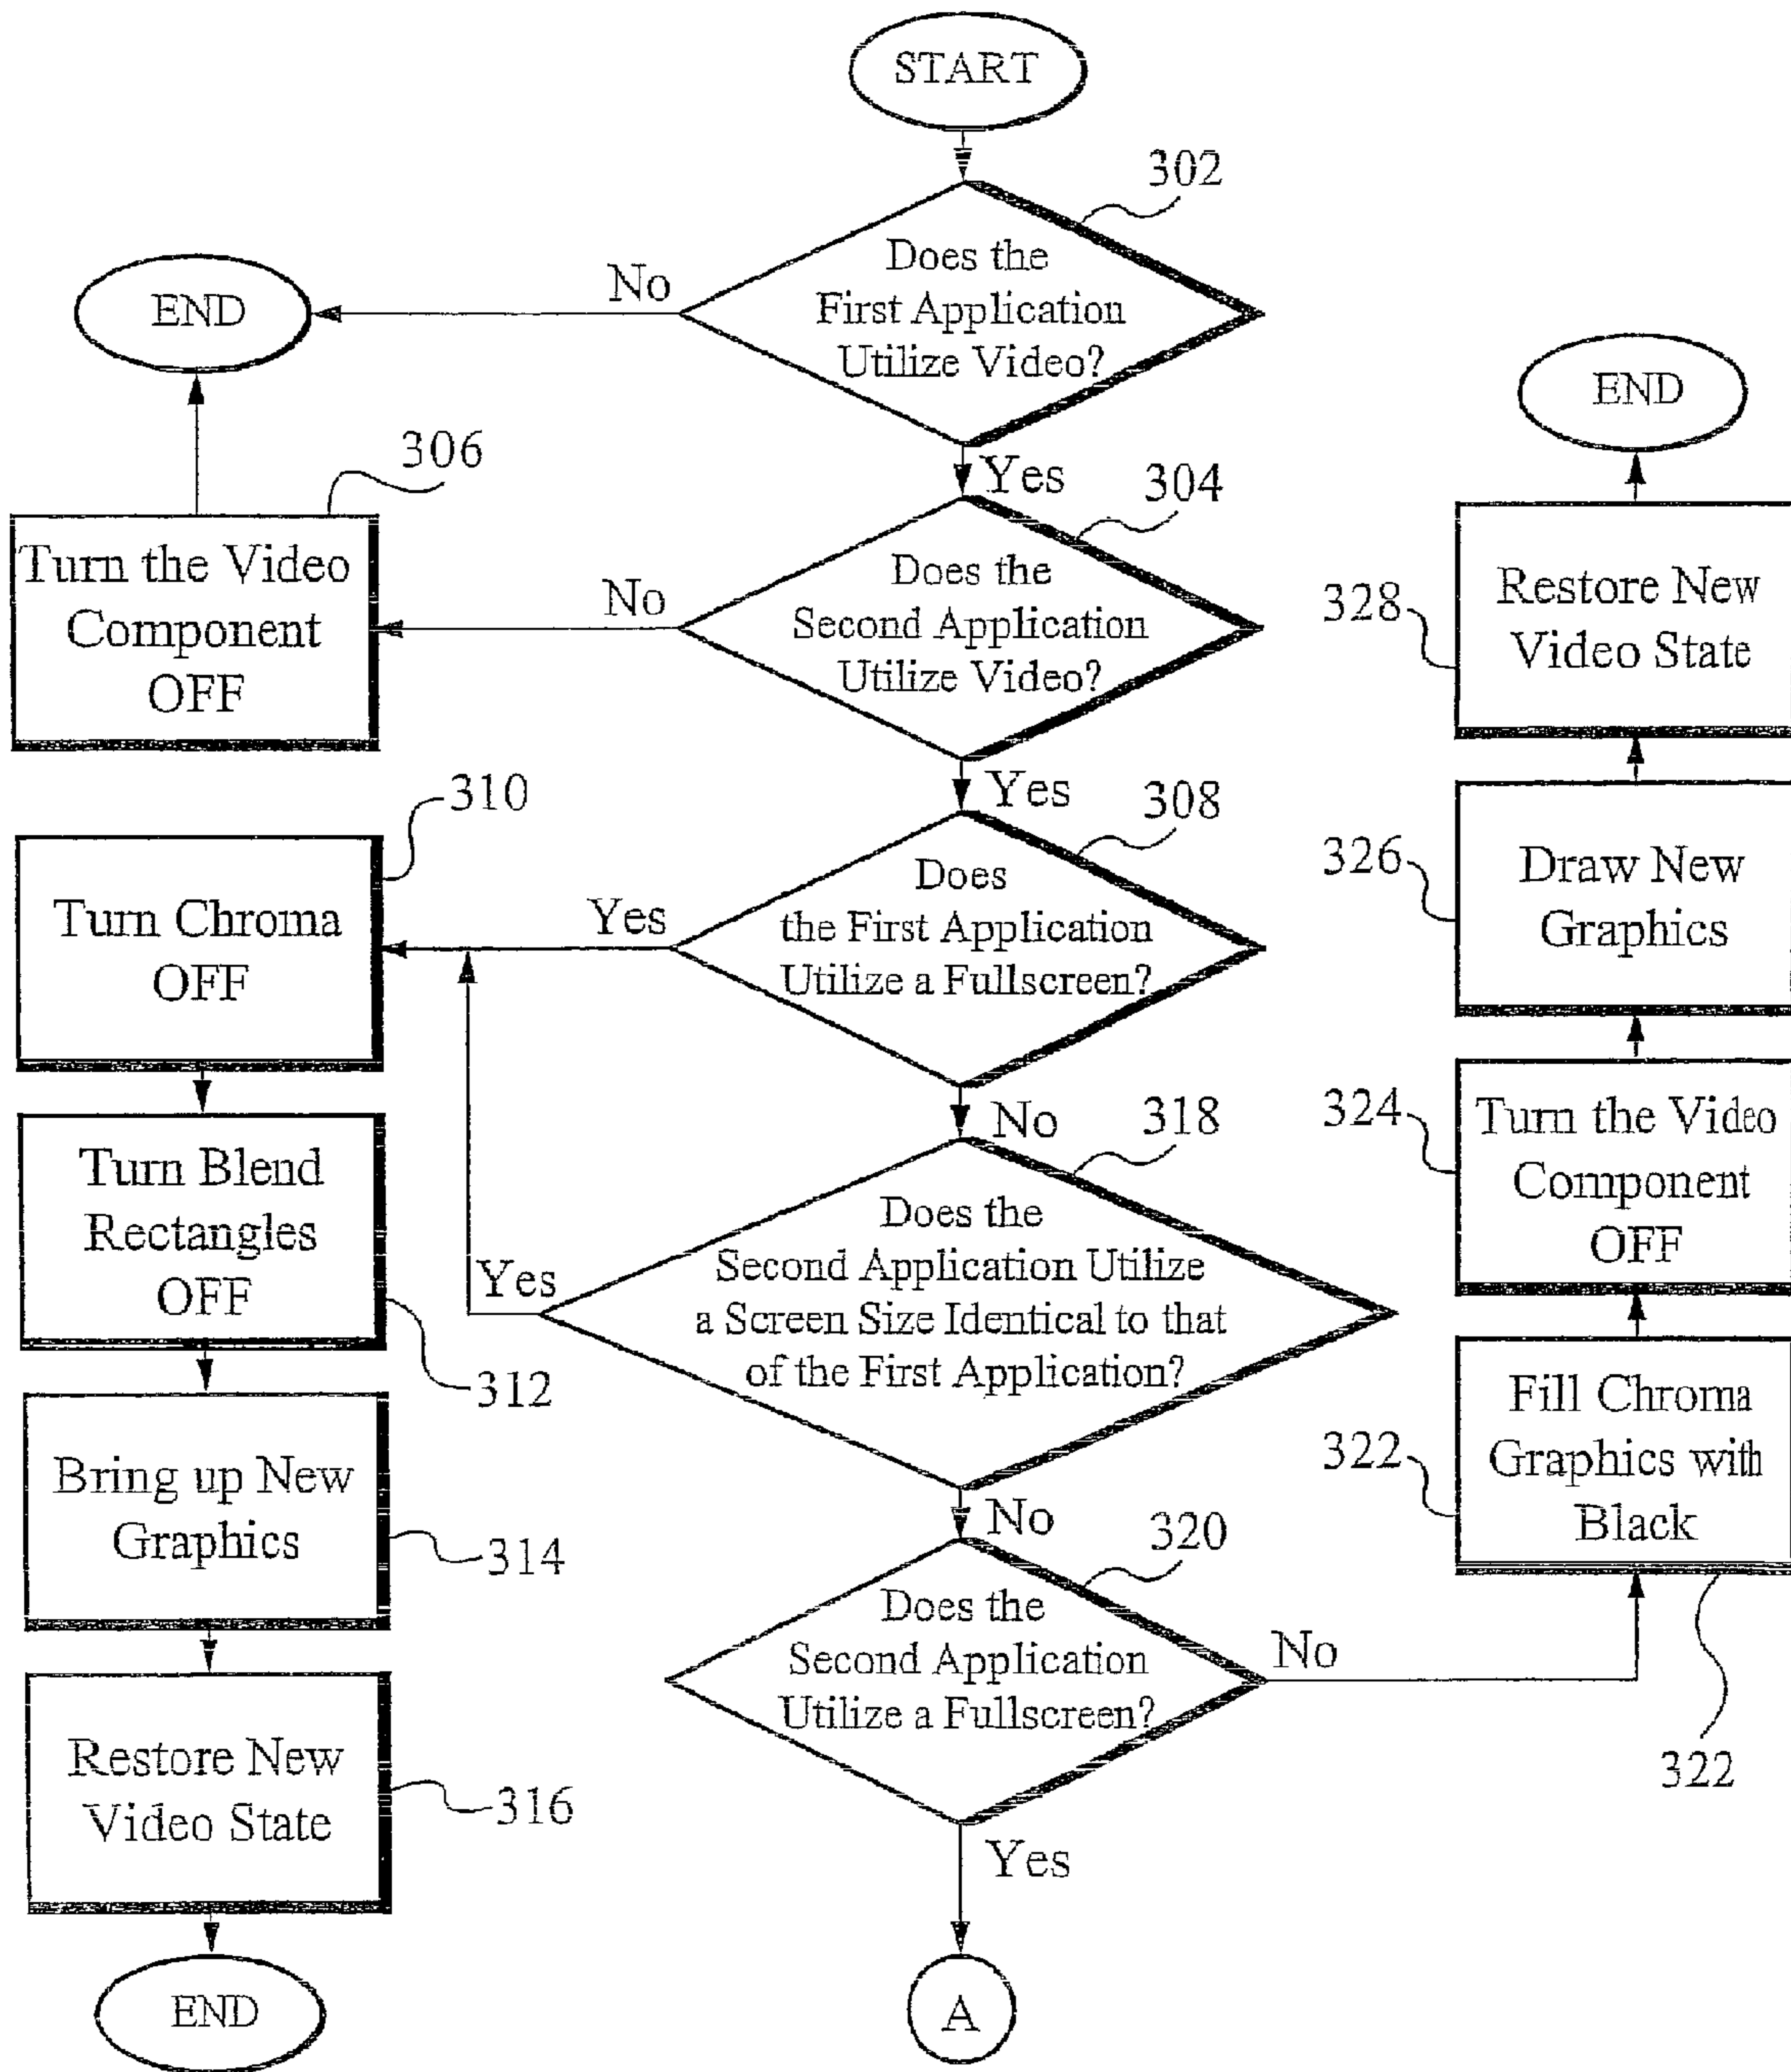 START
302
Does the
First Application
Utilize Video?
No
END
Yes
304
Does the
Second Application
Utilize Video?
No
306
Turn the Video
Component
OFF
Yes
308
Does
the First Application
Utilize a Fullscreen?
Yes
310
Turn Chroma
OFF
Turn Blend
Rectangles
OFF
312
Bring up New
Graphics
314
Restore New
Video State
316
END
No
318
Does the
Second Application Utilize
a Screen Size Identical to that
of the First Application?
Yes
No
320
Does the
Second Application
Utilize a Fullscreen?
No
Yes
A
322
Fill Chroma
Graphics with
Black
322
324
Turn the Video
Component
OFF
326
Draw New
Graphics
328
Restore New
Video State
END